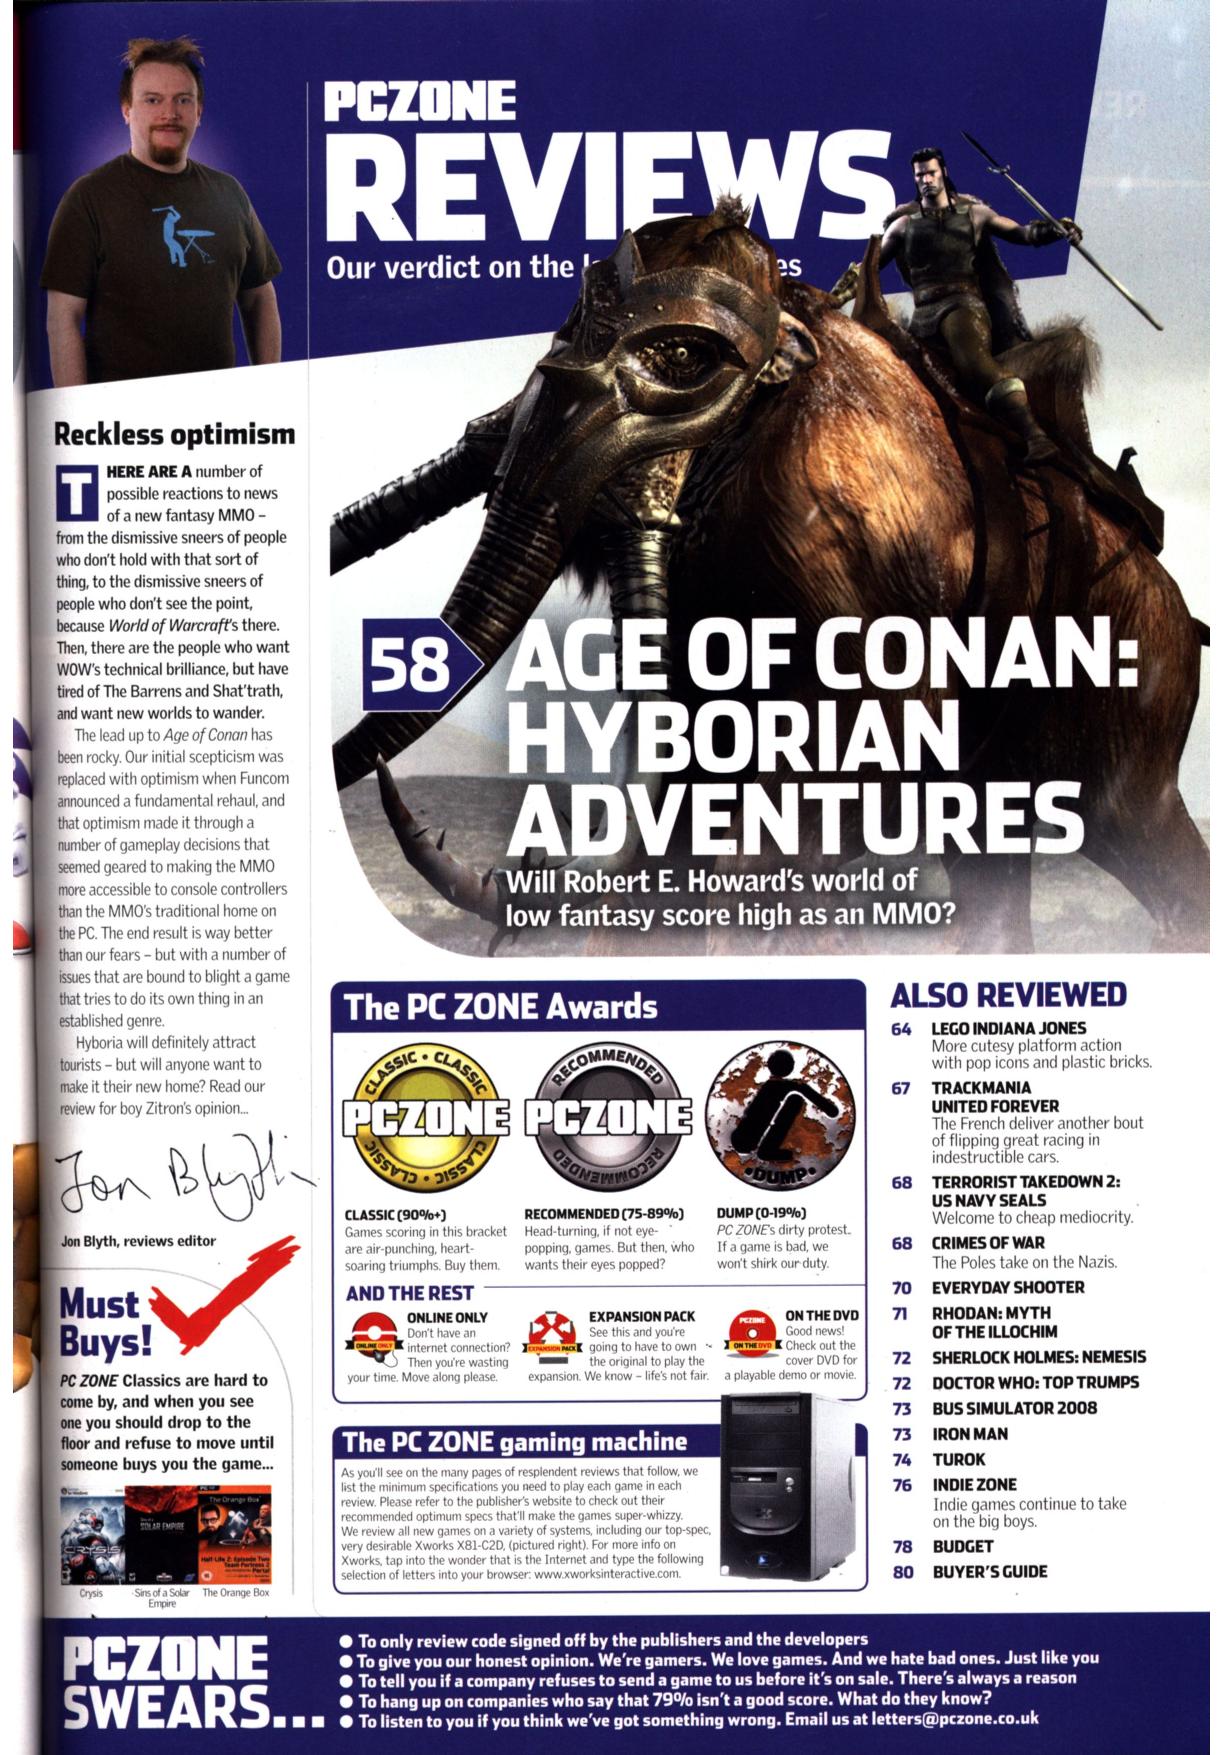 PCZONE
REVIEWS
Our verdict on the
es
Reckless optimism
THERE ARE A number of
possible reactions to news
of a new fantasy MMO –
from the dismissive sneers of people
who don't hold with that sort of
thing, to the dismissive sneers of
people who don't see the point,
because World of Warcraft's there.
Then, there are the people who want
WOW's technical brilliance, but have
tired of The Barrens and Shat'trath,
and want new worlds to wander.
The lead up to Age of Conan has
been rocky. Our initial scepticism was
replaced with optimism when Funcom
announced a fundamental rehaul, and
that optimism made it through a
number of gameplay decisions that
seemed geared to making the MMO
more accessible to console controllers
than the MMO's traditional home on
the PC. The end result is way better
than our fears – but with a number of
issues that are bound to blight a game
that tries to do its own thing in an
established genre.
Hyboria will definitely attract
tourists – but will anyone want to
make it their new home? Read our
review for boy Zitron's opinion...
Jon Blyth
Jon Blyth, reviews editor
Must
Buys!
PC ZONE Classics are hard to
come by, and when you see
one you should drop to the
floor and refuse to move until
someone buys you the game...
CRYSIS
SOLAR EMPIRE
The Orange Box
Half-Life 2: Episode Two
Team Fortress 2
Portal
Crysis
Sins of a Solar
Empire
The Orange Box
58
AGE OF CONAN:
HYBORIAN
ADVENTURES
Will Robert E. Howard's world of
low fantasy score high as an MMO?
The PC ZONE Awards
CLASSIC • CLASSIC
PCZONE
CLASSIC • CLASSIC
RECOMMENDED
PCZONE
RECOMMENDED
•DUMP•
CLASSIC (90%+)
Games scoring in this bracket
are air-punching, heart-
soaring triumphs. Buy them.
RECOMMENDED (75-89%)
Head-turning, if not eye-
popping, games. But then, who
wants their eyes popped?
DUMP (0-19%)
PC ZONE's dirty protest.
If a game is bad, we
won't shirk our duty.
AND THE REST
ONLINE ONLY
ONLINE ONLY
Don't have an
internet connection?
Then you're wasting
your time. Move along please.
EXPANSION PACK
EXPANSION PACK
See this and you're
going to have to own
the original to play the
expansion. We know – life's not fair.
PCZONE
ON THE DVD
ON THE DVD
Good news!
Check out the
cover DVD for
a playable demo or movie.
The PC ZONE gaming machine
As you'll see on the many pages of resplendent reviews that follow, we
list the minimum specifications you need to play each game in each
review. Please refer to the publisher's website to check out their
recommended optimum specs that'll make the games super-whizzy.
We review all new games on a variety of systems, including our top-spec,
very desirable Xworks X81-C2D, (pictured right). For more info on
Xworks, tap into the wonder that is the Internet and type the following
selection of letters into your browser: www.xworksinteractive.com.
ALSO REVIEWED
64 LEGO INDIANA JONES
More cutesy platform action
with pop icons and plastic bricks.
67 TRACKMANIA
UNITED FOREVER
The French deliver another bout
of flipping great racing in
indestructible cars.
68 TERRORIST TAKEDOWN 2:
US NAVY SEALS
Welcome to cheap mediocrity.
68 CRIMES OF WAR
The Poles take on the Nazis.
70 EVERYDAY SHOOTER
71 RHODAN: MYTH
OF THE ILLOCHIM
72 SHERLOCK HOLMES: NEMESIS
72 DOCTOR WHO: TOP TRUMPS
73 BUS SIMULATOR 2008
73 IRON MAN
74 TUROK
76 INDIE ZONE
Indie games continue to take
on the big boys.
78 BUDGET
80 BUYER'S GUIDE
PCZONE
SWEARS...
● To only review code signed off by the publishers and the developers
● To give you our honest opinion. We're gamers. We love games. And we hate bad ones. Just like you
● To tell you if a company refuses to send a game to us before it's on sale. There's always a reason
● To hang up on companies who say that 79% isn't a good score. What do they know?
● To listen to you if you think we've got something wrong. Email us at letters@pczone.co.uk